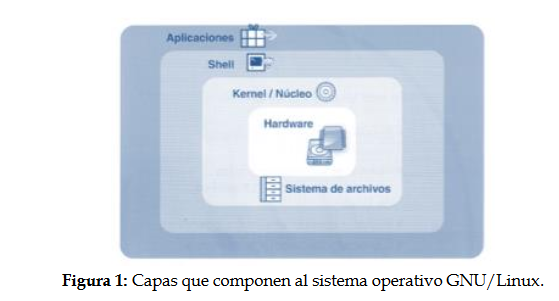 Aplicaciones
Shell
Kernel / Núcleo
Hardware
Sistema de archivos
Figura 1: Capas que componen al sistema operativo GNU/Linux.